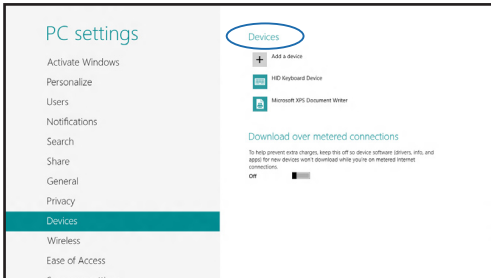 PC settings
Activate Windows
Personalize
Users
Notifications
Search
Share
General
Privacy
Devices
Wireless
Ease of Access
Devices
Add a device
HID Keyboard Device
Microsoft XPS Document Writer
Download over metered connections
To help prevent extra charges, keep this off so device software (drivers, info, and
apps) for new devices won't download while you're on metered Internet
connections.
Off